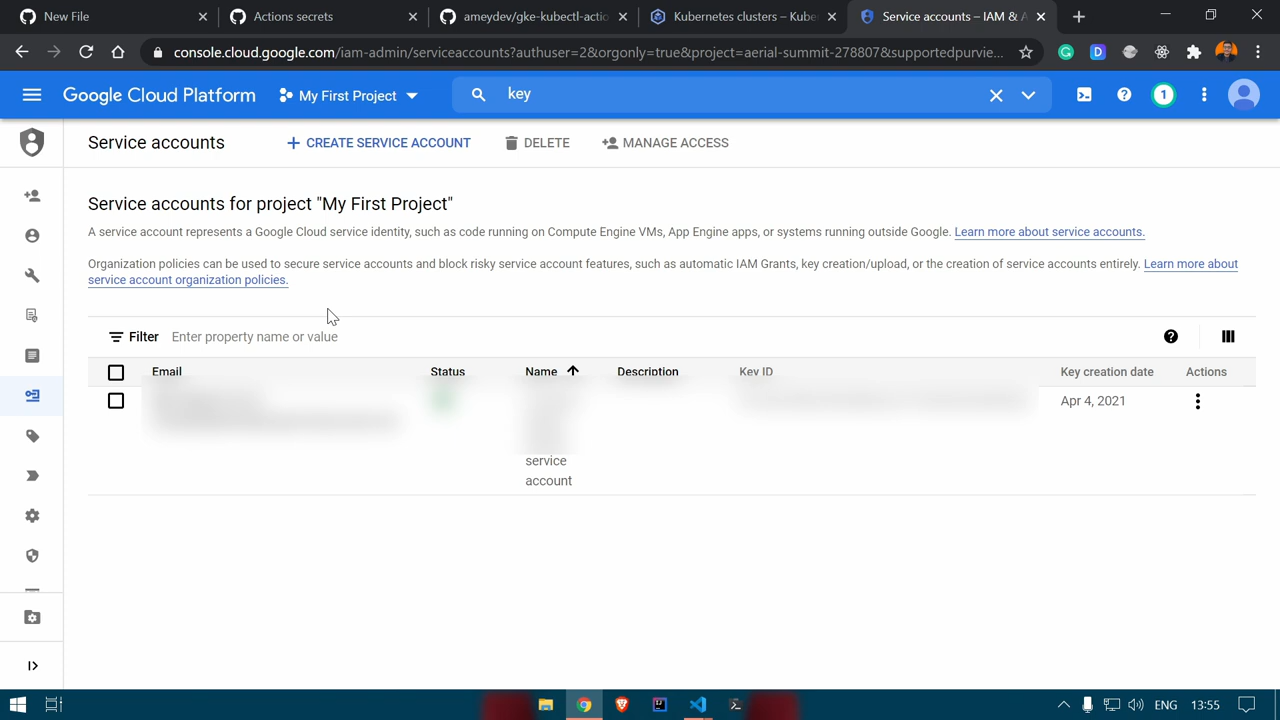 New File
Actions secrets
ameydev/gke-kubectl-actio
Kubernetes clusters – Kube
Service accounts – IAM & A
console.cloud.google.com/iam-admin/serviceaccounts?authuser=2&orgonly=true&project=aerial-summit-278807&supportedpurvie...
Google Cloud Platform
My First Project
key
1
Service accounts
CREATE SERVICE ACCOUNT
DELETE
MANAGE ACCESS
Service accounts for project "My First Project"
A service account represents a Google Cloud service identity, such as code running on Compute Engine VMs, App Engine apps, or systems running outside Google. Learn more about service accounts.
Organization policies can be used to secure service accounts and block risky service account features, such as automatic IAM Grants, key creation/upload, or the creation of service accounts entirely. Learn more about
service account organization policies.
Filter Enter property name or value
Email Status Name Description Key ID Key creation date Actions
Apr 4, 2021
service
account
ENG 13:55